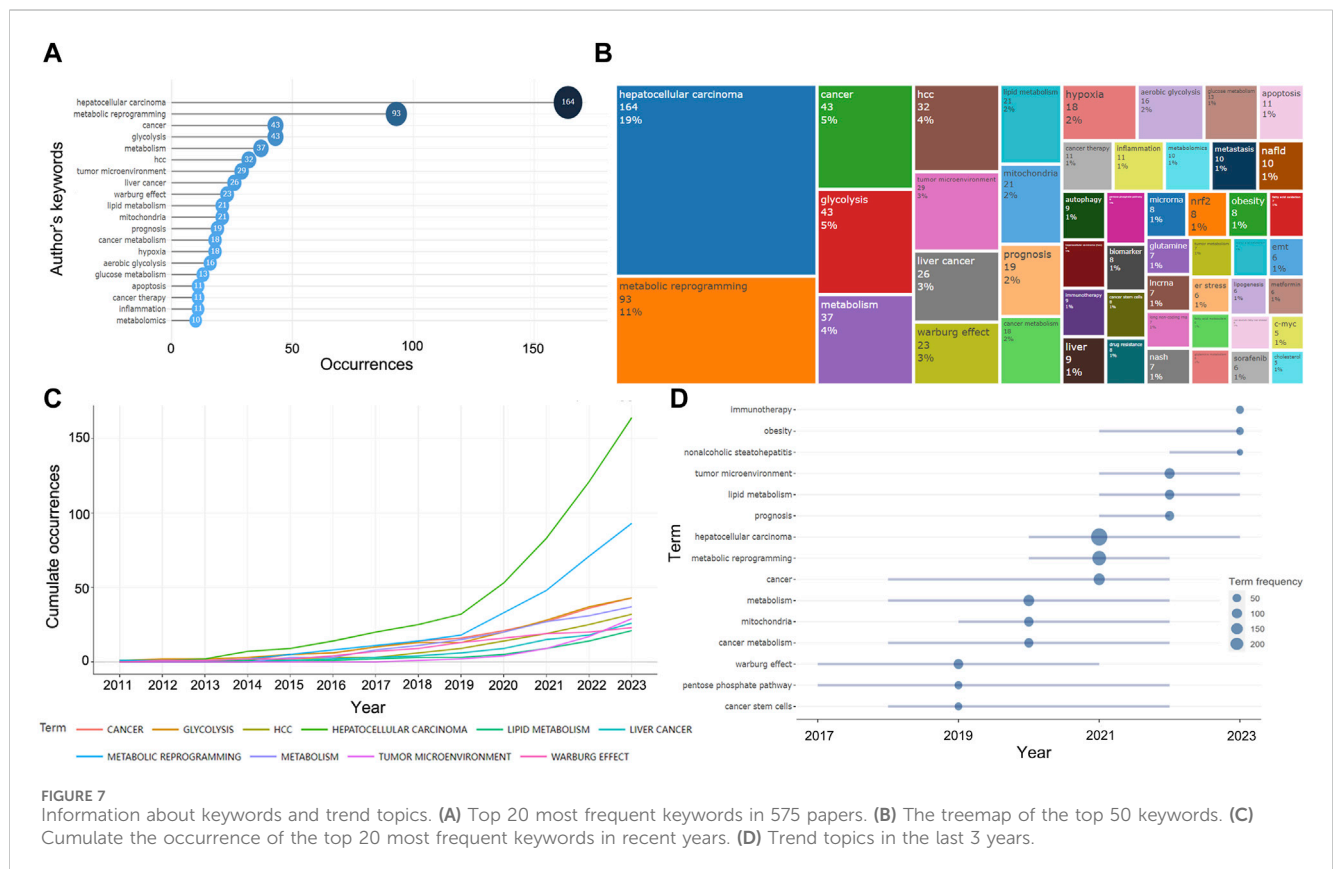 A
Author's keywords
hepatocellular carcinoma
164
metabolic reprogramming
93
cancer
43
glycolysis
43
metabolism
37
hcc
32
tumor microenvironment
29
liver cancer
26
warburg effect
23
lipid metabolism
21
mitochondria
21
prognosis
19
cancer metabolism
18
hypoxia
18
aerobic glycolysis
16
glucose metabolism
13
apoptosis
11
cancer therapy
11
inflammation
11
metabolomics
10
0
50
100
150
Occurrences
B
hepatocellular carcinoma
164
19%
metabolic reprogramming
93
11%
cancer
43
5%
glycolysis
43
5%
metabolism
37
4%
hcc
32
4%
tumor microenvironment
29
3%
liver cancer
26
3%
warburg effect
23
3%
lipid metabolism
21
2%
mitochondria
21
2%
prognosis
19
2%
cancer metabolism
18
2%
hypoxia
18
2%
aerobic glycolysis
16
2%
glucose metabolism
13
1%
apoptosis
11
1%
cancer therapy
11
1%
inflammation
11
1%
metabolomics
10
1%
metastasis
10
1%
nafld
10
1%
autophagy
9
1%
immunotherapy
9
1%
liver
9
1%
biomarker
8
1%
cancer stem cells
8
1%
drug resistance
8
1%
microrna
8
1%
nrf2
8
1%
obesity
8
1%
glutamine
7
1%
lncrna
7
1%
nash
7
1%
er stress
6
1%
emt
6
1%
lipogenesis
6
1%
metformin
6
1%
sorafenib
6
1%
c-myc
5
1%
cholesterol
5
1%
C
Cumulate occurrences
150
100
50
0
2011 2012 2013 2014 2015 2016 2017 2018 2019 2020 2021 2022 2023
Year
Term CANCER GLYCOLYSIS HCC HEPATOCELLULAR CARCINOMA LIPID METABOLISM LIVER CANCER
METABOLIC REPROGRAMMING METABOLISM TUMOR MICROENVIRONMENT WARBURG EFFECT
D
Term
immunotherapy
obesity
nonalcoholic steatohepatitis
tumor microenvironment
lipid metabolism
prognosis
hepatocellular carcinoma
metabolic reprogramming
cancer
metabolism
mitochondria
cancer metabolism
warburg effect
pentose phosphate pathway
cancer stem cells
2017 2019 2021 2023
Year
Term frequency
50
100
150
200
FIGURE 7
Information about keywords and trend topics. (A) Top 20 most frequent keywords in 575 papers. (B) The treemap of the top 50 keywords. (C)
Cumulate the occurrence of the top 20 most frequent keywords in recent years. (D) Trend topics in the last 3 years.